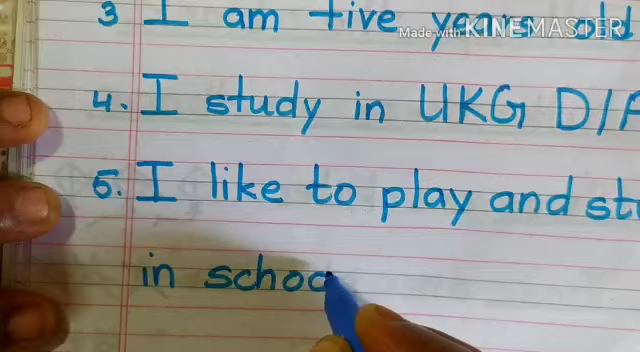 3 I am five years old
Made with KINEMASTER
4. I study in UKG D/A
5. I like to play and stu
in schoo